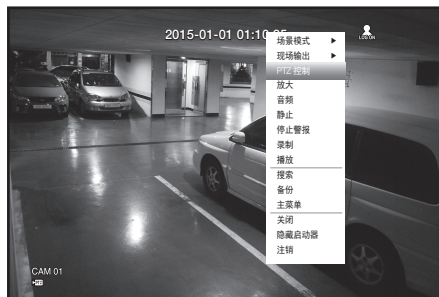 2015-01-01 01:10
LOG ON
场景模式
现场输出
PTZ 控制
放大
音频
静止
停止警报
录制
播放
搜索
备份
主菜单
关闭
隐藏启动器
注销
CAM 01
PTZ